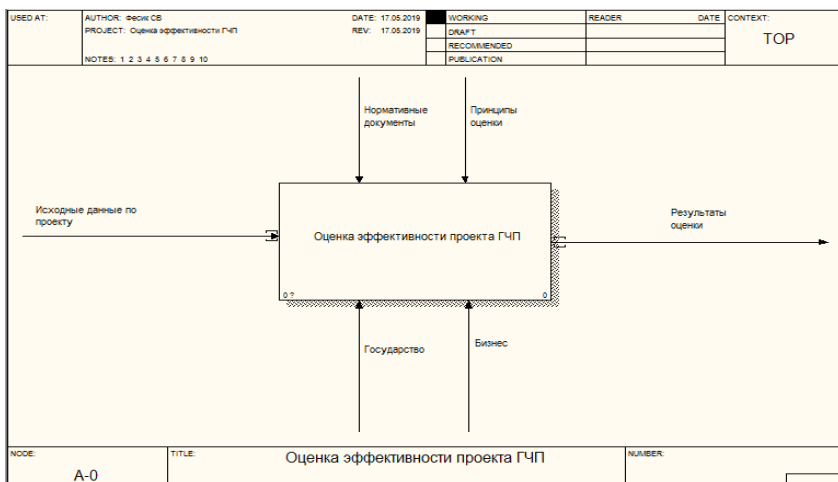 USED AT:
AUTHOR: Фесик СВ
DATE: 17.05.2019
WORKING
READER
DATE
CONTEXT:
PROJECT: Оценка эффективности ГЧП
REV: 17.05.2019
DRAFT
TOP
RECOMMENDED
NOTES: 1 2 3 4 5 6 7 8 9 10
PUBLICATION
Нормативные
документы
Принципы
оценки
Исходные данные по
проекту
Оценка эффективности проекта ГЧП
Результаты
оценки
0 ?
0
Государство
Бизнес
NODE:
TITLE:
NUMBER:
A-0
Оценка эффективности проекта ГЧП